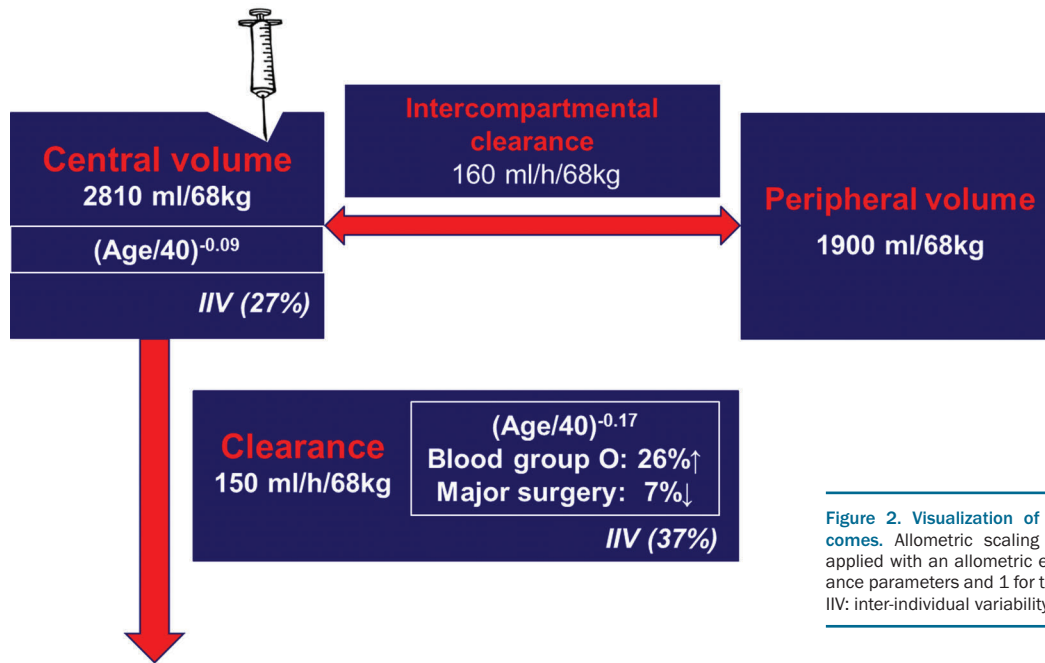 Central volume
2810 ml/68kg
(Age/40)-0.09
IIV (27%)
Intercompartmental
clearance
160 ml/h/68kg
Peripheral volume
1900 ml/68kg
Clearance
150 ml/h/68kg
(Age/40)-0.17
Blood group O: 26%↑
Major surgery: 7%↓
IIV (37%)
Figure 2. Visualization of
comes. Allometric scaling
applied with an allometric e
ance parameters and 1 for t
IIV: inter-individual variability